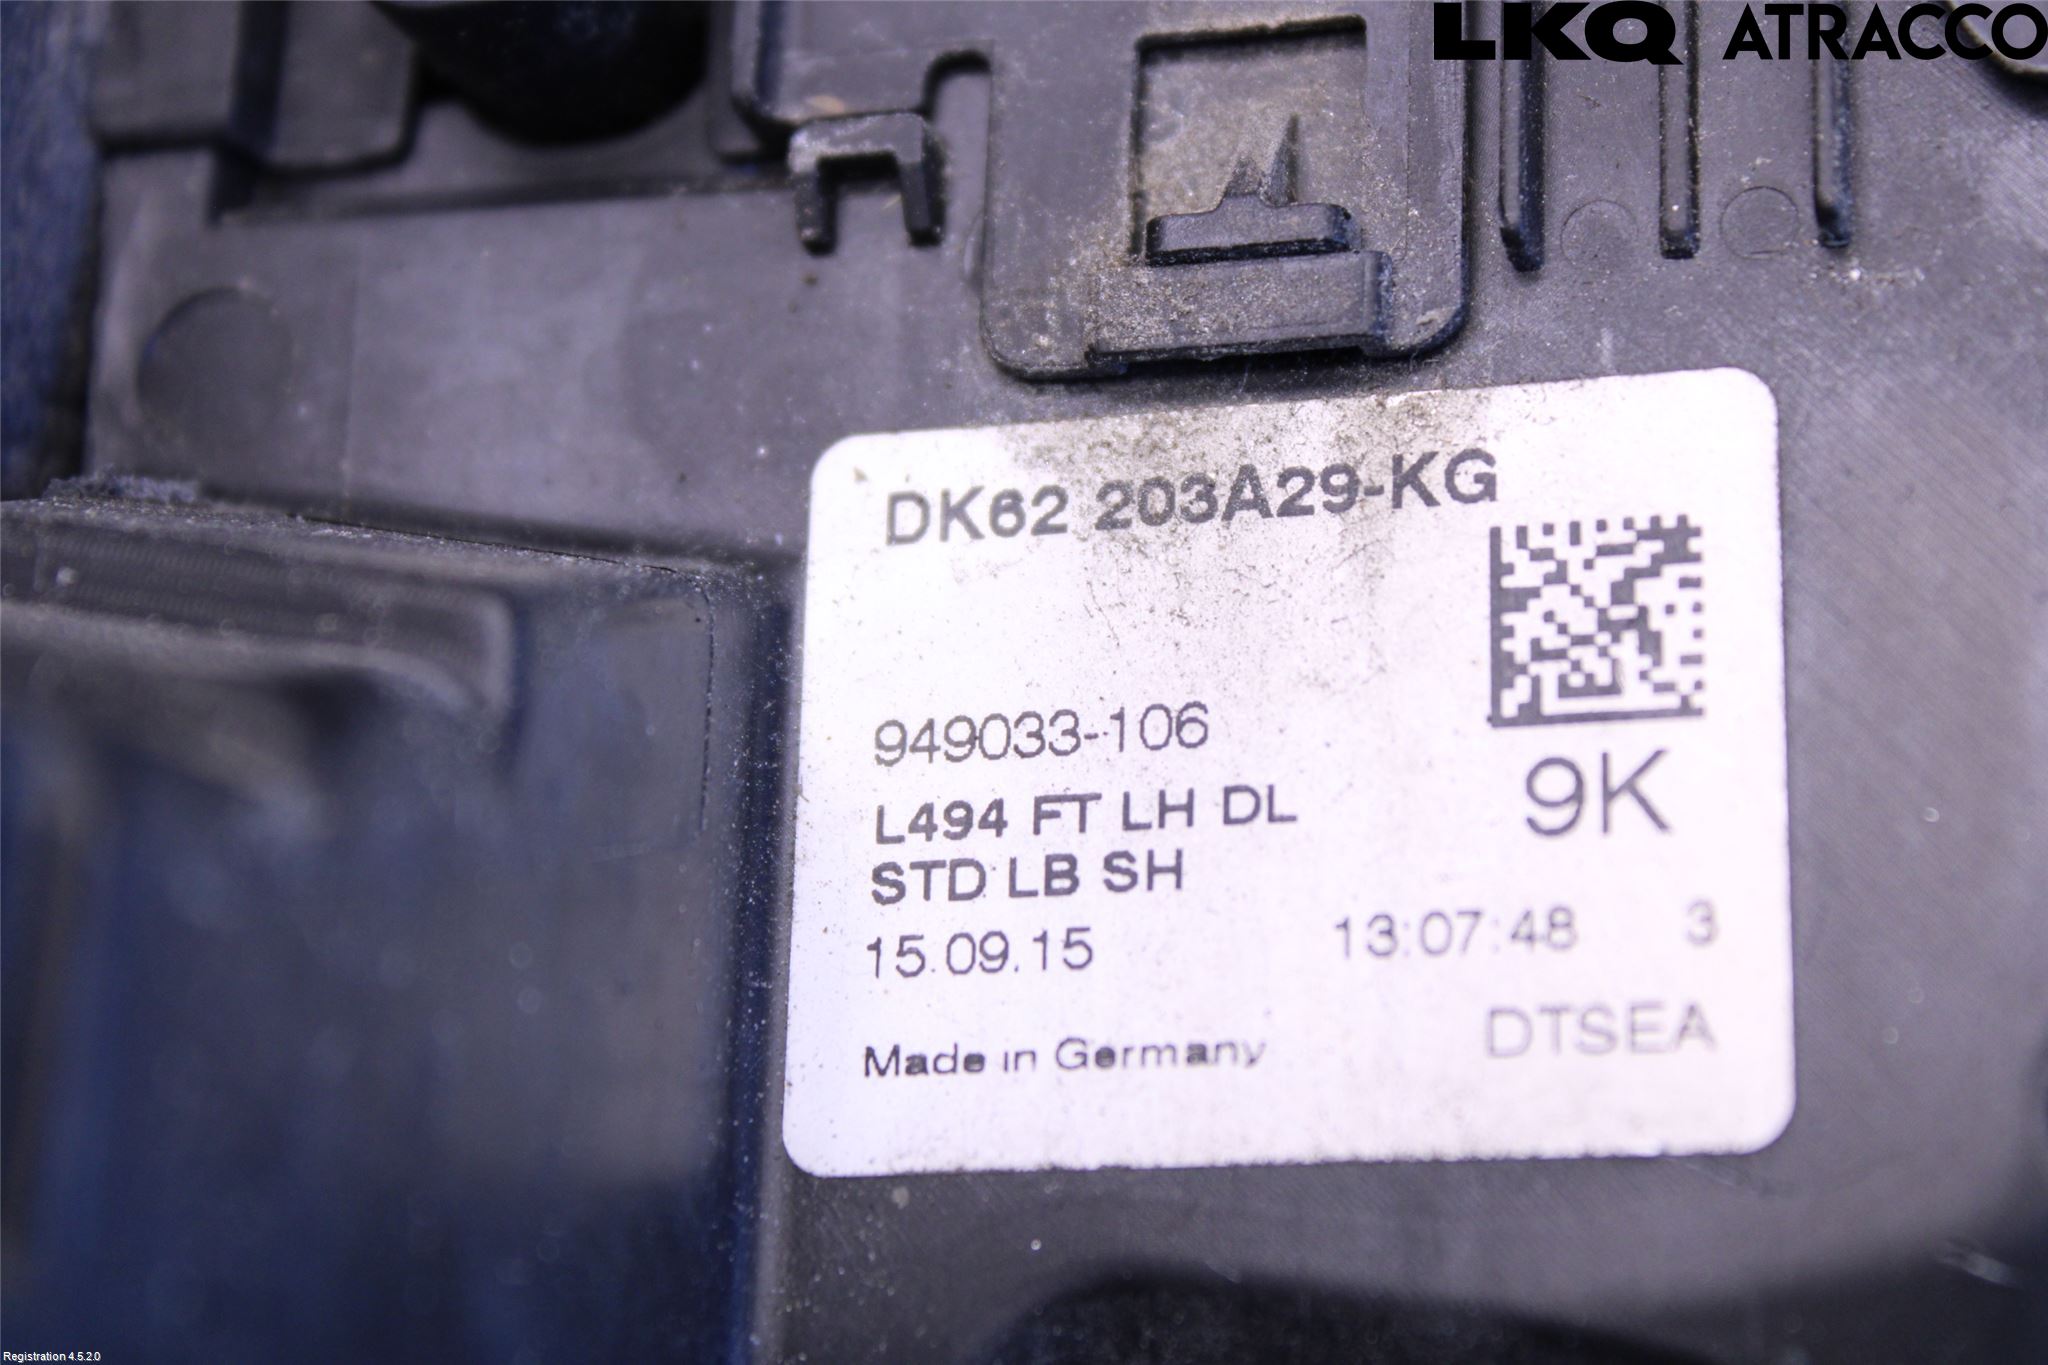 LKQ ATRACCO
DK62 203A29-KG
949033-106
9K
L494 FT LH DL
STD LB SH
15.09.15 13:07:48 3
DTSEA
Made in Germany
Registration 4.5.2.0